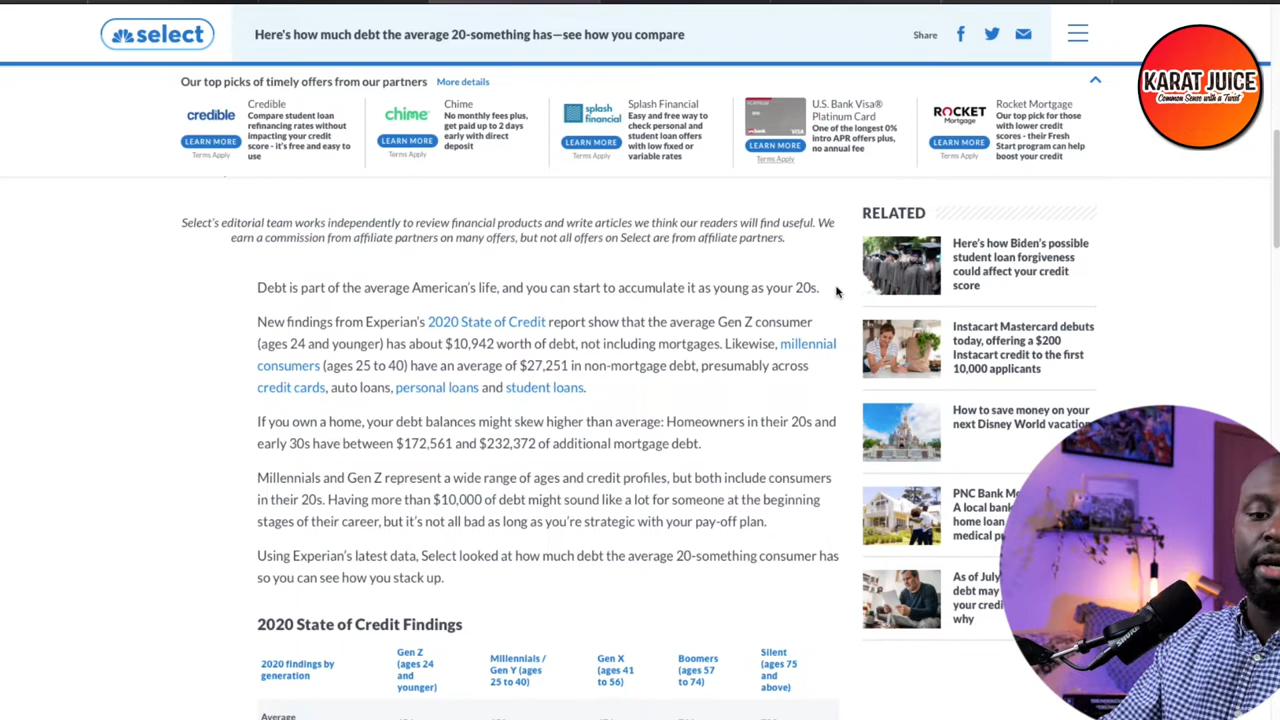 select
Here's how much debt the average 20-something has—see how you compare
Share
KARAT JUICE
Common Sense with a Twist
Our top picks of timely offers from our partners More details
credible
LEARN MORE
Terms Apply
Credible
Compare student loan
refinancing rates without
impacting your credit
score - it's free and easy to
use
chime
LEARN MORE
Terms Apply
Chime
No monthly fees plus,
get paid up to 2 days
early with direct
deposit
splash
financial
LEARN MORE
Terms Apply
Splash Financial
Easy and free way to
check personal and
student loan offers
with low fixed or
variable rates
LEARN MORE
Terms Apply
U.S. Bank Visa®
Platinum Card
One of the longest 0%
intro APR offers plus,
no annual fee
ROCKET
Mortgage
LEARN MORE
Terms Apply
Rocket Mortgage
Our top pick for those
with lower credit
scores - their Fresh
Start program can help
boost your credit
Select's editorial team works independently to review financial products and write articles we think our readers will find useful. We
earn a commission from affiliate partners on many offers, but not all offers on Select are from affiliate partners.
Debt is part of the average American's life, and you can start to accumulate it as young as your 20s.
New findings from Experian's 2020 State of Credit report show that the average Gen Z consumer
(ages 24 and younger) has about $10,942 worth of debt, not including mortgages. Likewise, millennial
consumers (ages 25 to 40) have an average of $27,251 in non-mortgage debt, presumably across
credit cards, auto loans, personal loans and student loans.
If you own a home, your debt balances might skew higher than average: Homeowners in their 20s and
early 30s have between $172,561 and $232,372 of additional mortgage debt.
Millennials and Gen Z represent a wide range of ages and credit profiles, but both include consumers
in their 20s. Having more than $10,000 of debt might sound like a lot for someone at the beginning
stages of their career, but it's not all bad as long as you're strategic with your pay-off plan.
Using Experian's latest data, Select looked at how much debt the average 20-something consumer has
so you can see how you stack up.
2020 State of Credit Findings
2020 findings by
generation
Gen Z
(ages 24
and
younger)
Millennials /
Gen Y (ages
25 to 40)
Gen X
(ages 41
to 56)
Boomers
(ages 57
to 74)
Silent
(ages 75
and
above)
Average
RELATED
Here's how Biden's possible
student loan forgiveness
could affect your credit
score
Instacart Mastercard debuts
today, offering a $200
Instacart credit to the first
10,000 applicants
How to save money on your
next Disney World vacation
PNC Bank
A local bank
home loan
medical
As of July
debt may
your
why
SHURE